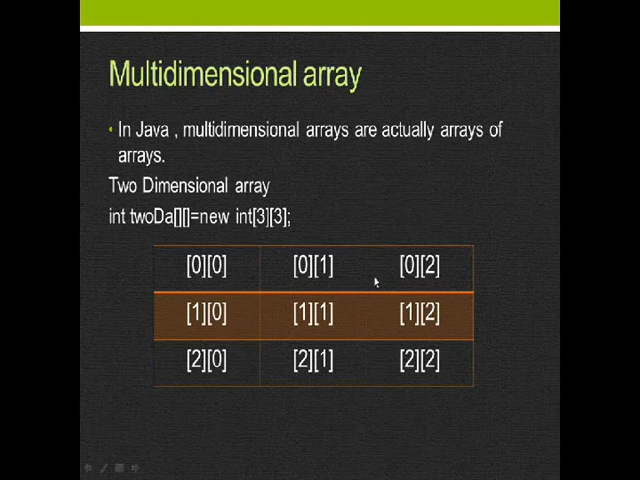 Multidimensional array
• In Java , multidimensional arrays are actually arrays of
arrays.
Two Dimensional array
int twoDa[][]=new int[3][3];
[0][0] [0][1] [0][2]
[1][0] [1][1] [1][2]
[2][0] [2][1] [2][2]